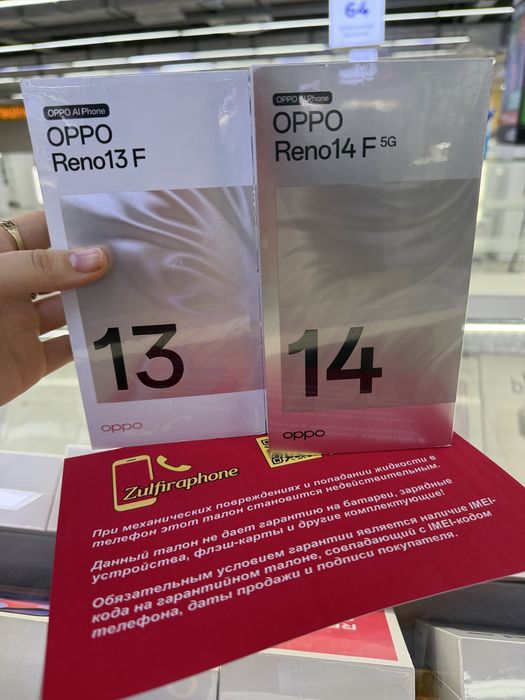 64
OPPO AI Phone
OPPO
Reno13 F
13
oppo
OPPO AI Phone
OPPO
Reno14 F 5G
14
oppo
Zulfiraphone
При механических повреждениях и попадании жидкости в
телефон этот талон становится недействительным.
Данный талон не дает гарантию на батареи, зарядные
устройства, флэш-карты и другие комплектующие!
Обязательным условием гарантии является наличие IMEI-
кода на гарантийном талоне, совпадающий с IMEI-кодом
телефона, даты продажи и подписи покупателя.